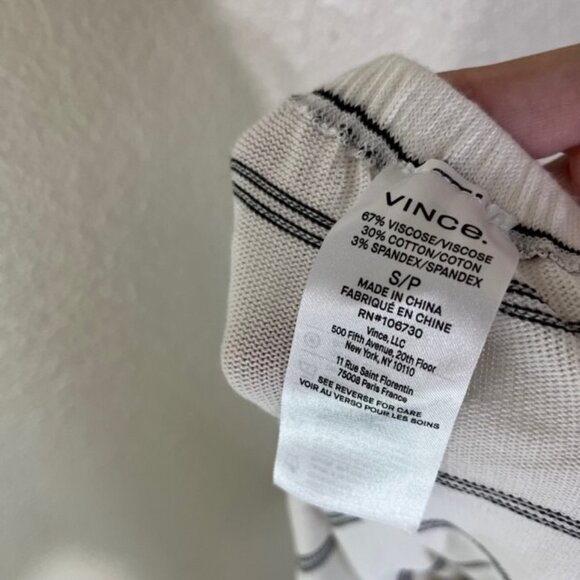 VINCe.
67% VISCOSE/VISCOSE
30% COTTON/COTON
3% SPANDEX/SPANDEX
S/P
MADE IN CHINA
FABRIQUÉ EN CHINE
RN#106730
Vince, LLC
500 Fifth Avenue, 20th Floor
New York, NY 10110
11 Rue Saint Florentin
75008 Paris France
SEE REVERSE FOR CARE
VOIR AU VERSO POUR LES SOINS